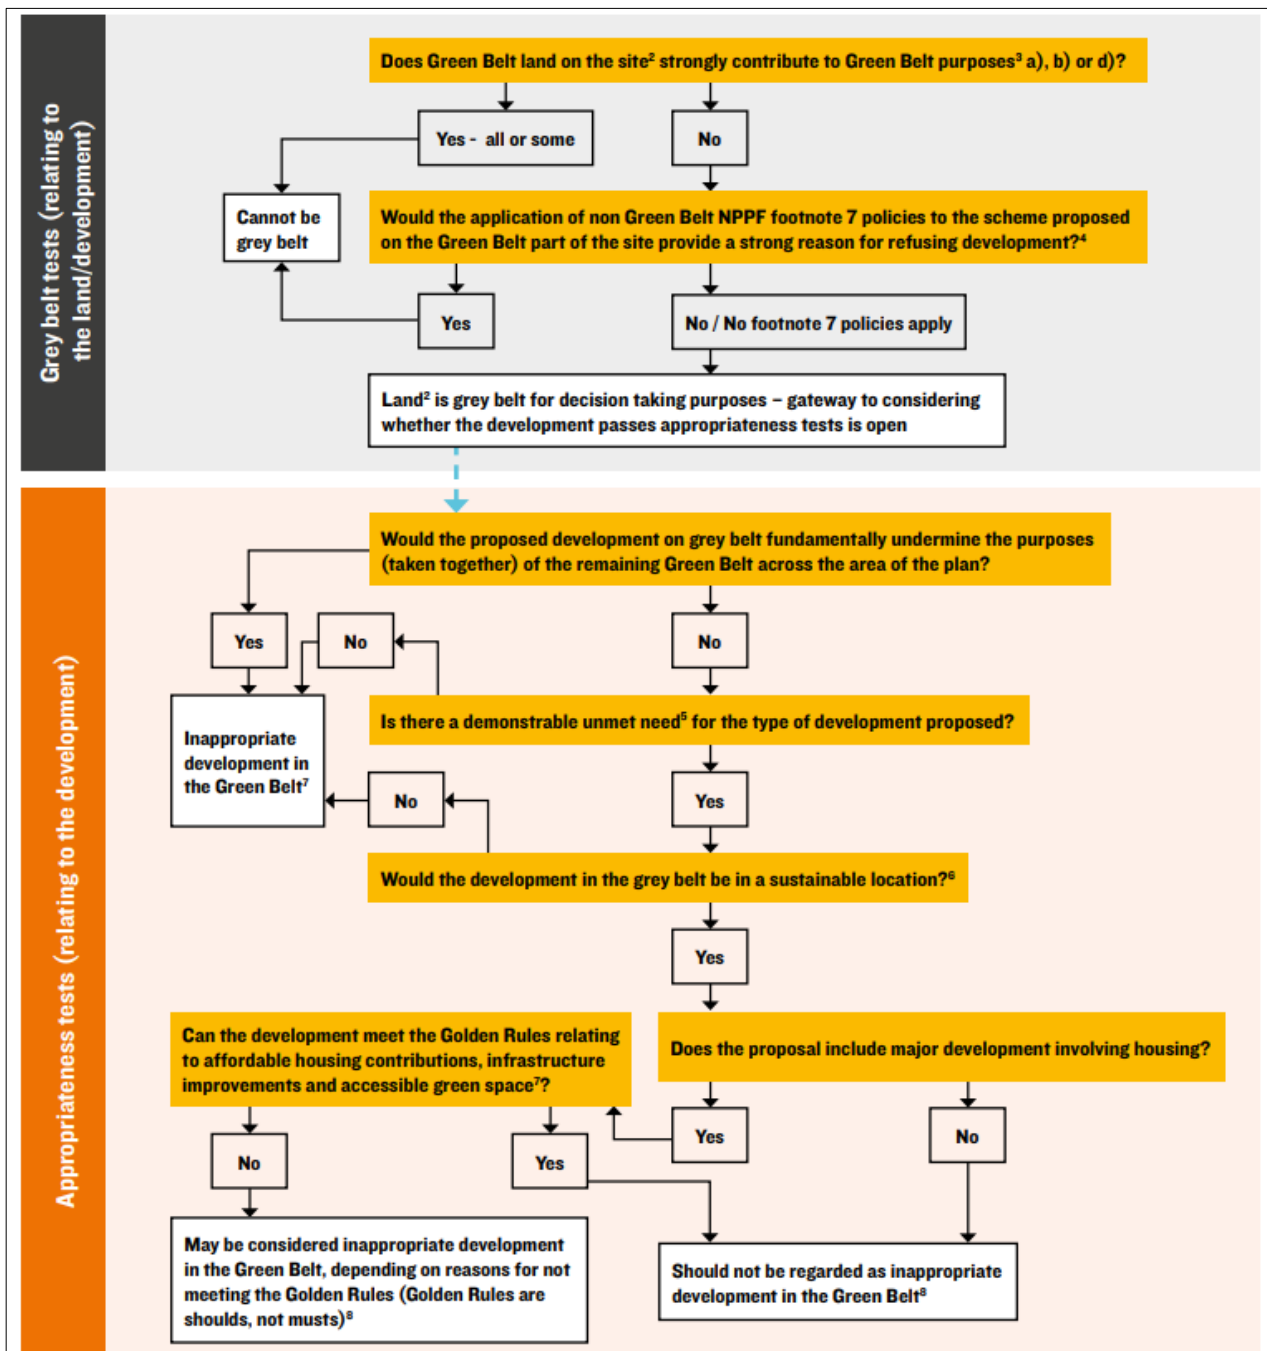 Grey belt tests (relating to
the land/development)
Does Green Belt land on the site² strongly contribute to Green Belt purposes³ a), b) or d)?
Yes - all or some
No
Cannot be
grey belt
Would the application of non Green Belt NPPF footnote 7 policies to the scheme proposed
on the Green Belt part of the site provide a strong reason for refusing development?⁴
Yes
No / No footnote 7 policies apply
Land² is grey belt for decision taking purposes – gateway to considering
whether the development passes appropriateness tests is open
Appropriateness tests (relating to the development)
Would the proposed development on grey belt fundamentally undermine the purposes
(taken together) of the remaining Green Belt across the area of the plan?
Yes
No
No
Is there a demonstrable unmet need⁵ for the type of development proposed?
Inappropriate
development in
the Green Belt⁷
No
Yes
Would the development in the grey belt be in a sustainable location?⁶
Yes
Can the development meet the Golden Rules relating
to affordable housing contributions, infrastructure
improvements and accessible green space⁷?
Does the proposal include major development involving housing?
No
Yes
Yes
No
May be considered inappropriate development
in the Green Belt, depending on reasons for not
meeting the Golden Rules (Golden Rules are
shoulds, not musts)⁸
Should not be regarded as inappropriate
development in the Green Belt⁸